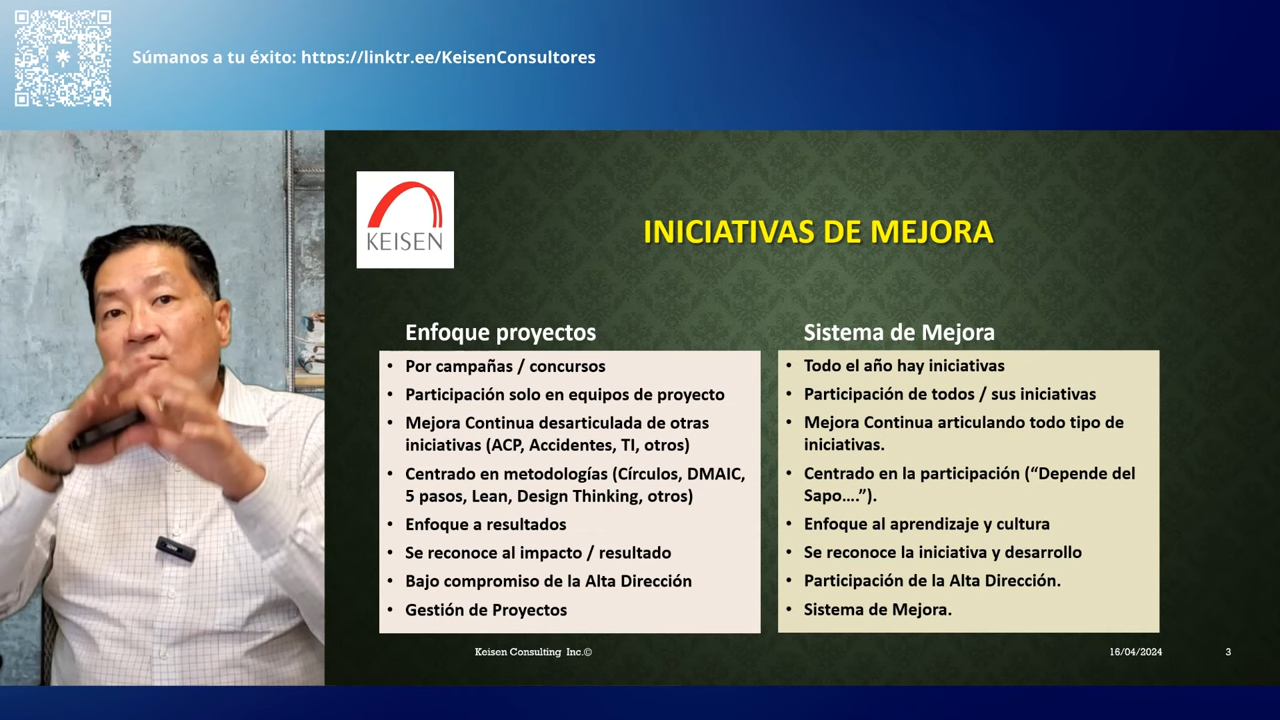 Súmanos a tu éxito: https://linktr.ee/KeisenConsultores
KEISEN
INICIATIVAS DE MEJORA
Enfoque proyectos
• Por campañas / concursos
• Participación solo en equipos de proyecto
• Mejora Continua desarticulada de otras
iniciativas (ACP, Accidentes, TI, otros)
• Centrado en metodologías (Círculos, DMAIC,
5 pasos, Lean, Design Thinking, otros)
• Enfoque a resultados
• Se reconoce al impacto / resultado
• Bajo compromiso de la Alta Dirección
• Gestión de Proyectos
Sistema de Mejora
• Todo el año hay iniciativas
• Participación de todos / sus iniciativas
• Mejora Continua articulando todo tipo de
iniciativas.
• Centrado en la participación (“Depende del
Sapo....”).
• Enfoque al aprendizaje y cultura
• Se reconoce la iniciativa y desarrollo
• Participación de la Alta Dirección.
• Sistema de Mejora.
Keisen Consulting Inc.©
16/04/2024
3